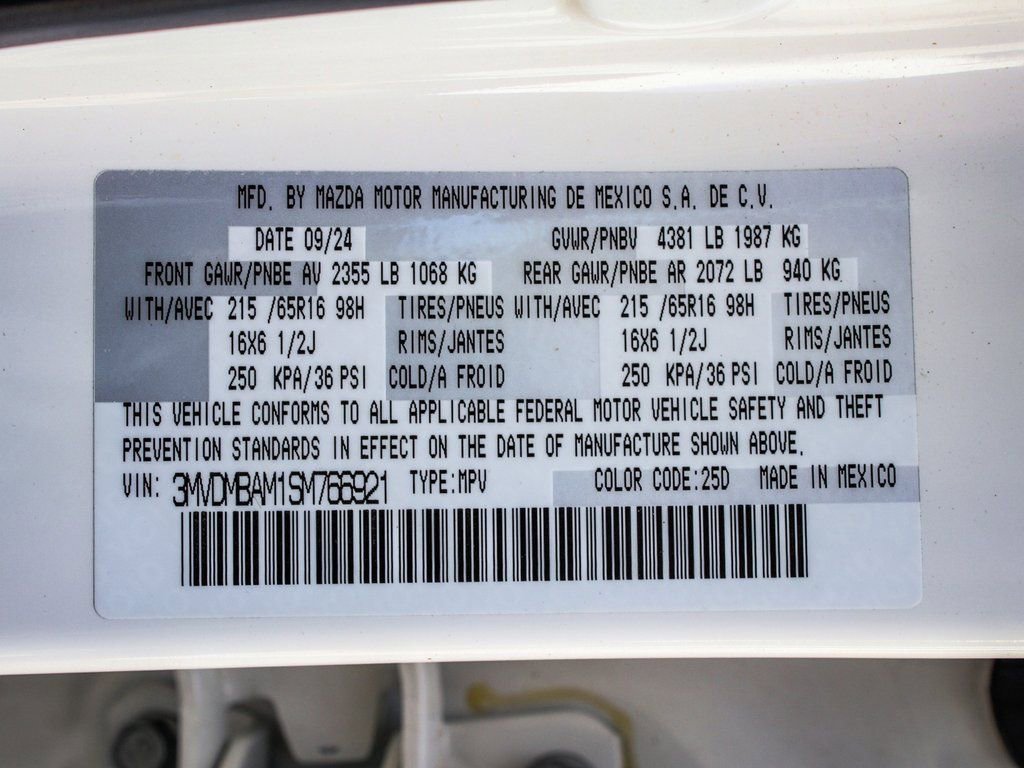 MFD. BY MAZDA MOTOR MANUFACTURING DE MEXICO S.A. DE C.V.
DATE 09/24 GVWR/PNBV 4381 LB 1987 KG
FRONT GAWR/PNBE AV 2355 LB 1068 KG REAR GAWR/PNBE AR 2072 LB 940 KG
WITH/AVEC 215 /65R16 98H TIRES/PNEUS WITH/AVEC 215 /65R16 98H TIRES/PNEUS
16X6 1/2J RIMS/JANTES 16X6 1/2J RIMS/JANTES
250 KPA/36 PSI COLD/A FROID 250 KPA/36 PSI COLD/A FROID
THIS VEHICLE CONFORMS TO ALL APPLICABLE FEDERAL MOTOR VEHICLE SAFETY AND THEFT
PREVENTION STANDARDS IN EFFECT ON THE DATE OF MANUFACTURE SHOWN ABOVE.
VIN: 3MVDMBAM1SM766921 TYPE:MPV COLOR CODE:25D MADE IN MEXICO